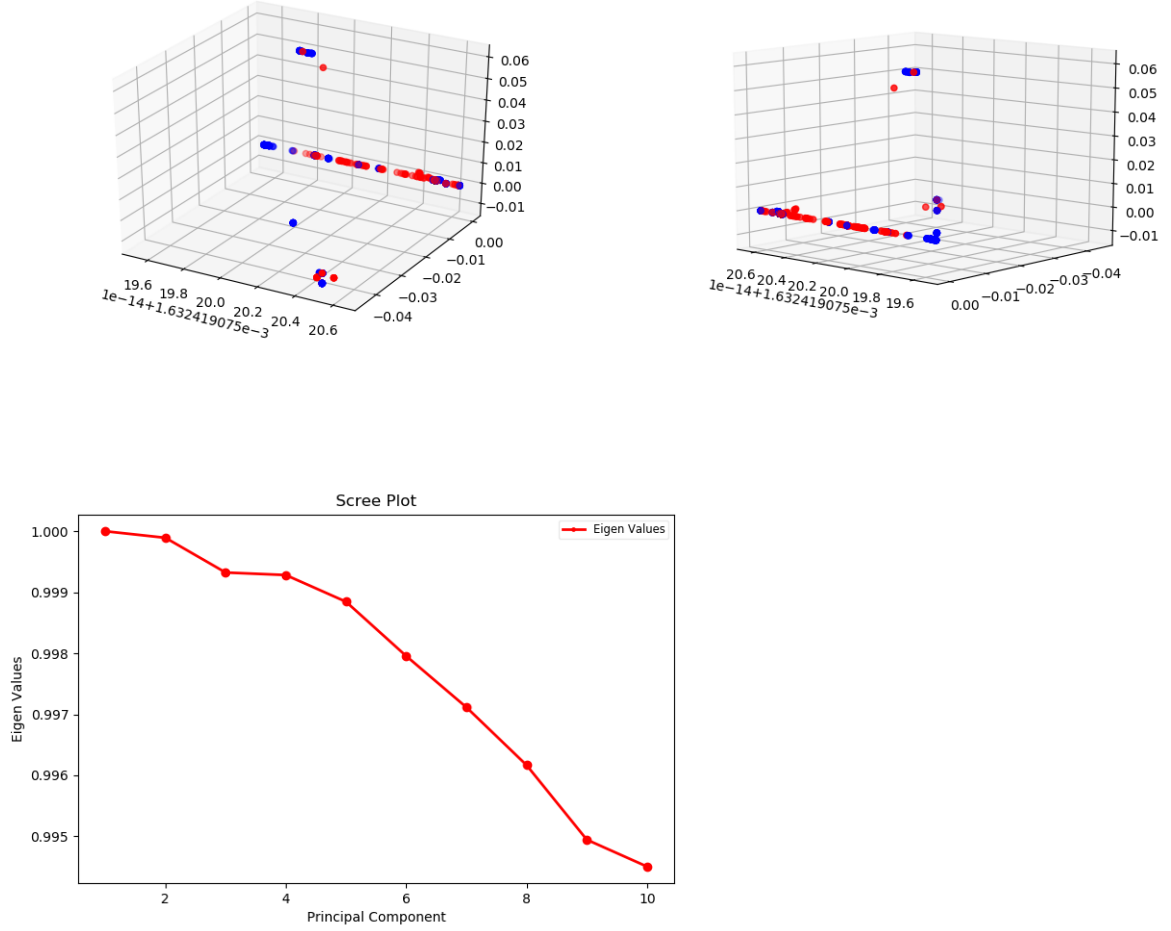 0.06
0.05
0.04
0.03
0.02
0.01
0.00
−0.01
0.00
−0.01
−0.02
−0.03
−0.04
19.6 19.8 20.0 20.2 20.4 20.6
1e−14+1.632419075e−3
0.06
0.05
0.04
0.03
0.02
0.01
0.00
−0.01
20.6 20.4 20.2 20.0 19.8 19.6
1e−14+1.632419075e−3
0.00 −0.01 −0.02 −0.03 −0.04
Scree Plot
Eigen Values
1.000
0.999
0.998
0.997
0.996
0.995
Eigen Values
2 4 6 8 10
Principal Component